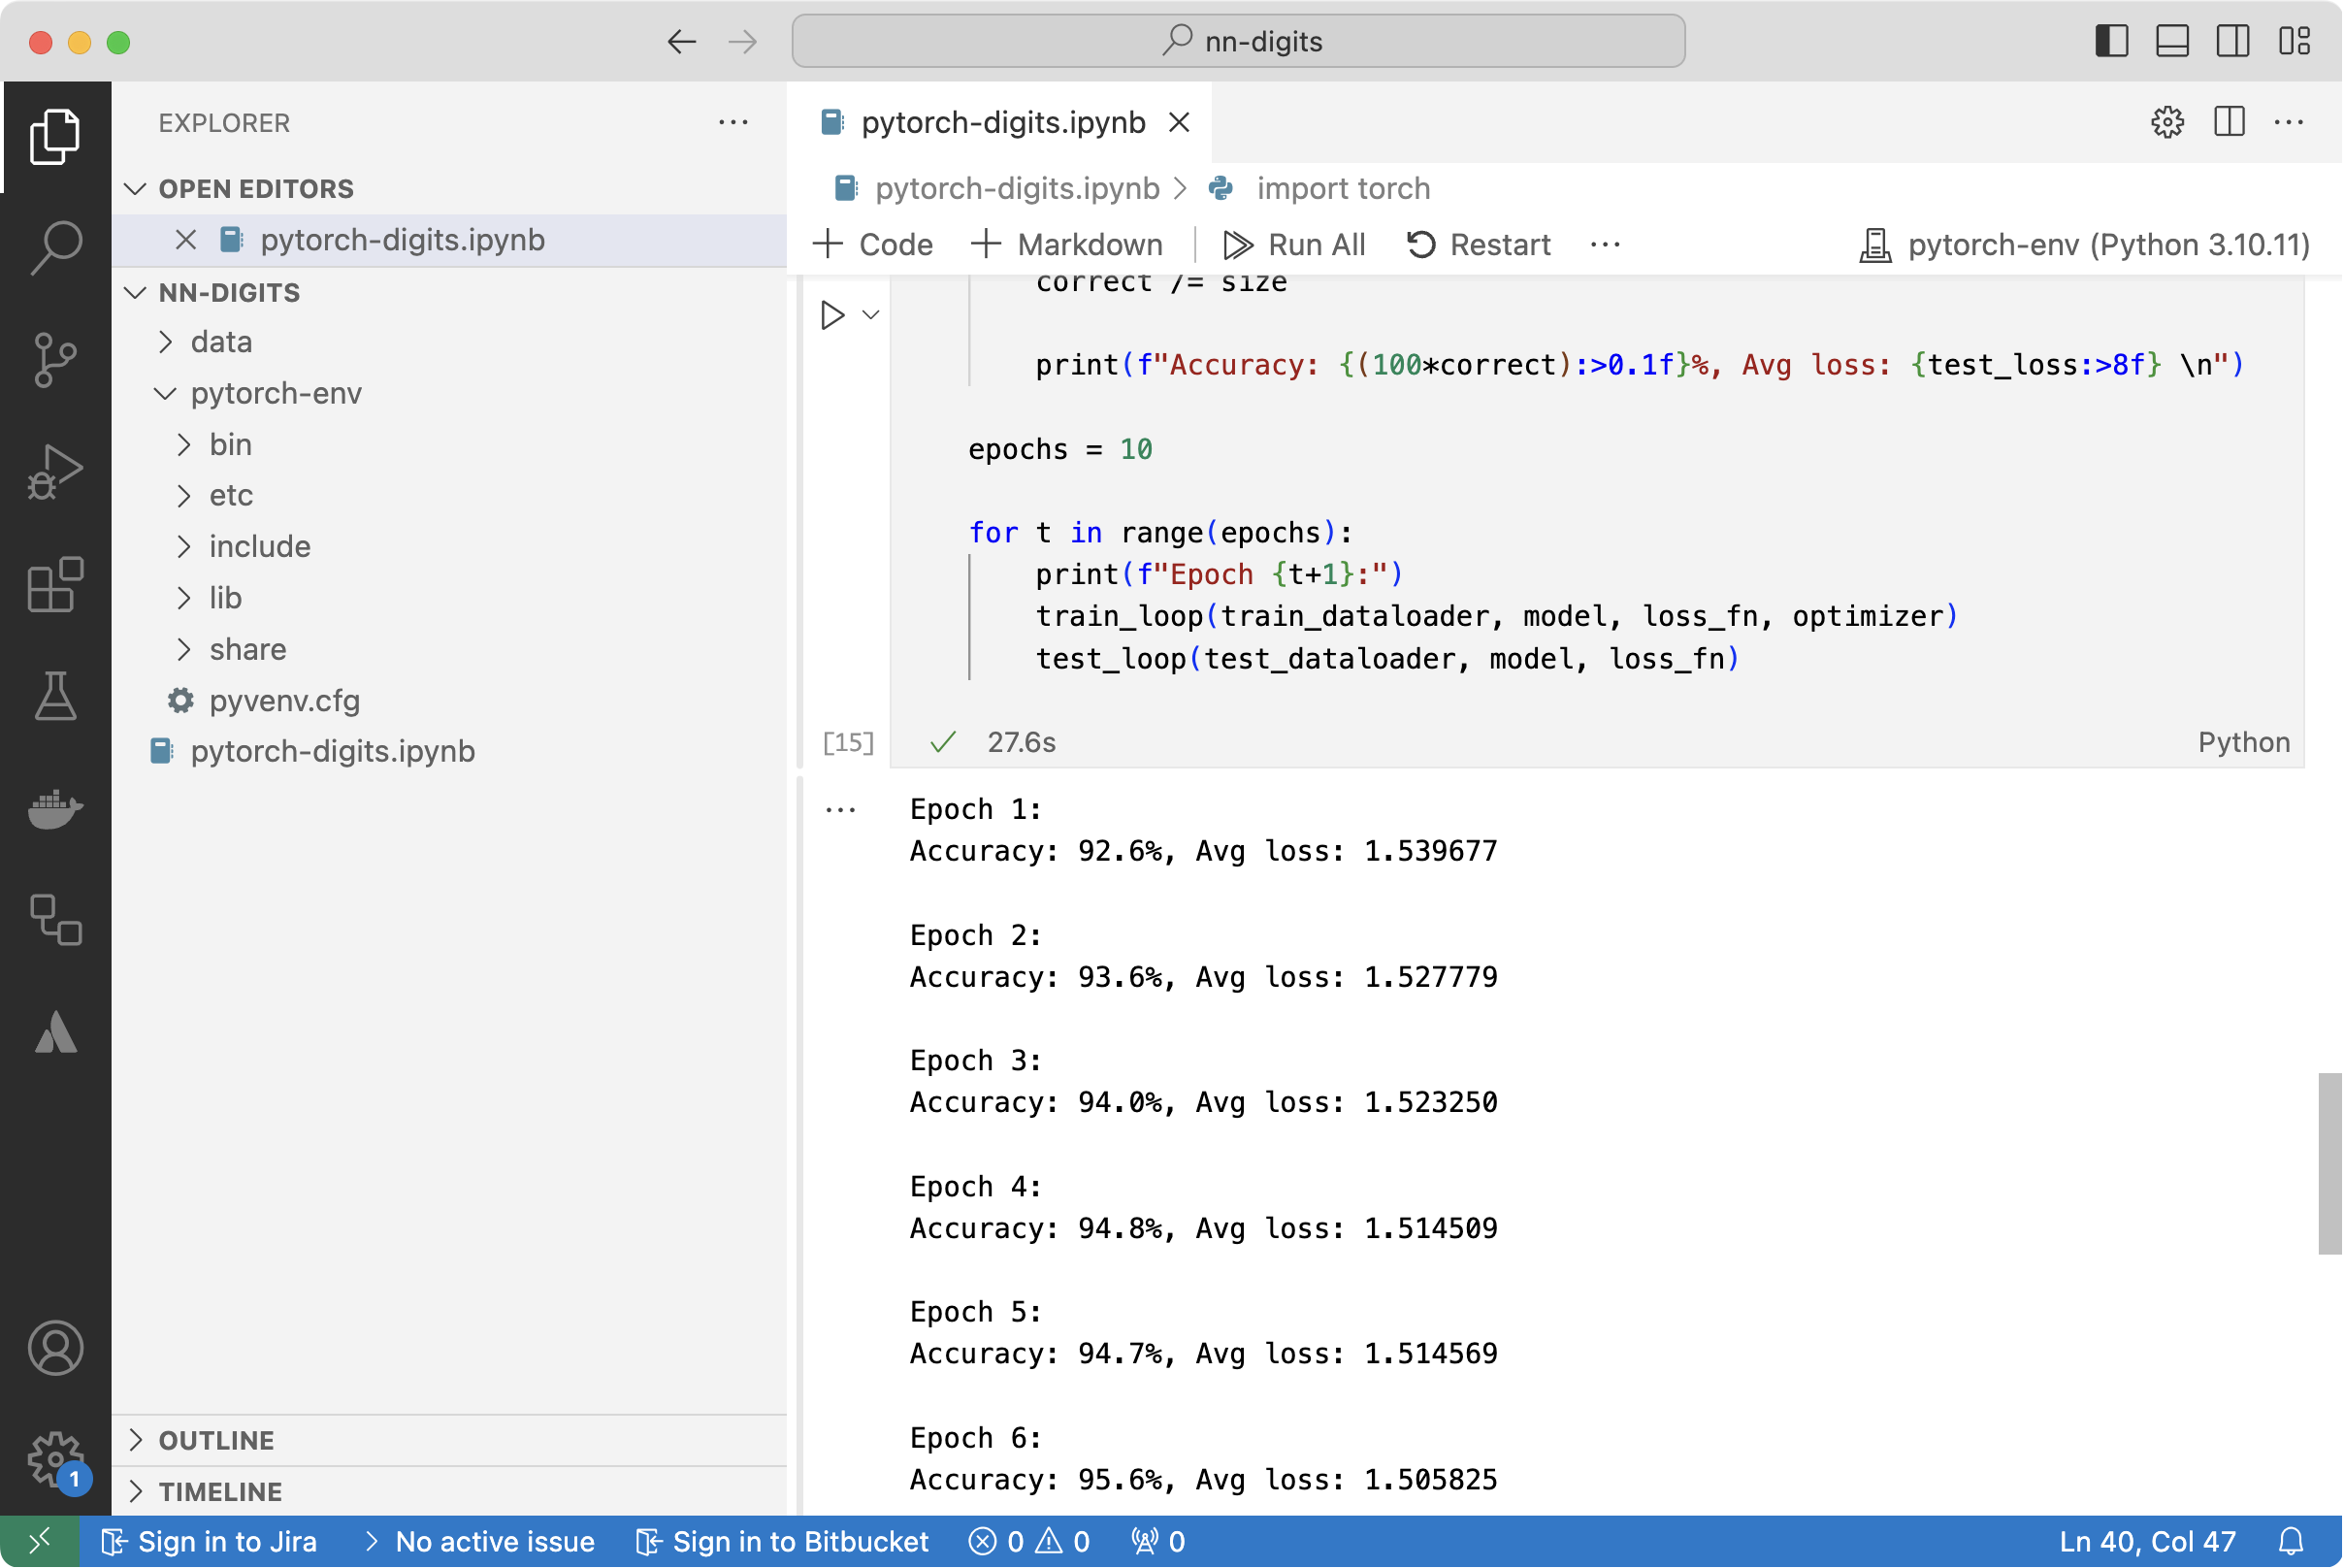 nn-digits
EXPLORER
OPEN EDITORS
pytorch-digits.ipynb
NN-DIGITS
data
pytorch-env
bin
etc
include
lib
share
pyvenv.cfg
pytorch-digits.ipynb
OUTLINE
TIMELINE
1
pytorch-digits.ipynb
pytorch-digits.ipynb > import torch
Code Markdown Run All Restart pytorch-env (Python 3.10.11)
correct /= size
print(f"Accuracy: {(100*correct):>0.1f}%, Avg loss: {test_loss:>8f} \n")
epochs = 10
for t in range(epochs):
print(f"Epoch {t+1}:")
train_loop(train_dataloader, model, loss_fn, optimizer)
test_loop(test_dataloader, model, loss_fn)
[15] 27.6s Python
Epoch 1:
Accuracy: 92.6%, Avg loss: 1.539677
Epoch 2:
Accuracy: 93.6%, Avg loss: 1.527779
Epoch 3:
Accuracy: 94.0%, Avg loss: 1.523250
Epoch 4:
Accuracy: 94.8%, Avg loss: 1.514509
Epoch 5:
Accuracy: 94.7%, Avg loss: 1.514569
Epoch 6:
Accuracy: 95.6%, Avg loss: 1.505825
Sign in to Jira > No active issue Sign in to Bitbucket 0 0 0 Ln 40, Col 47